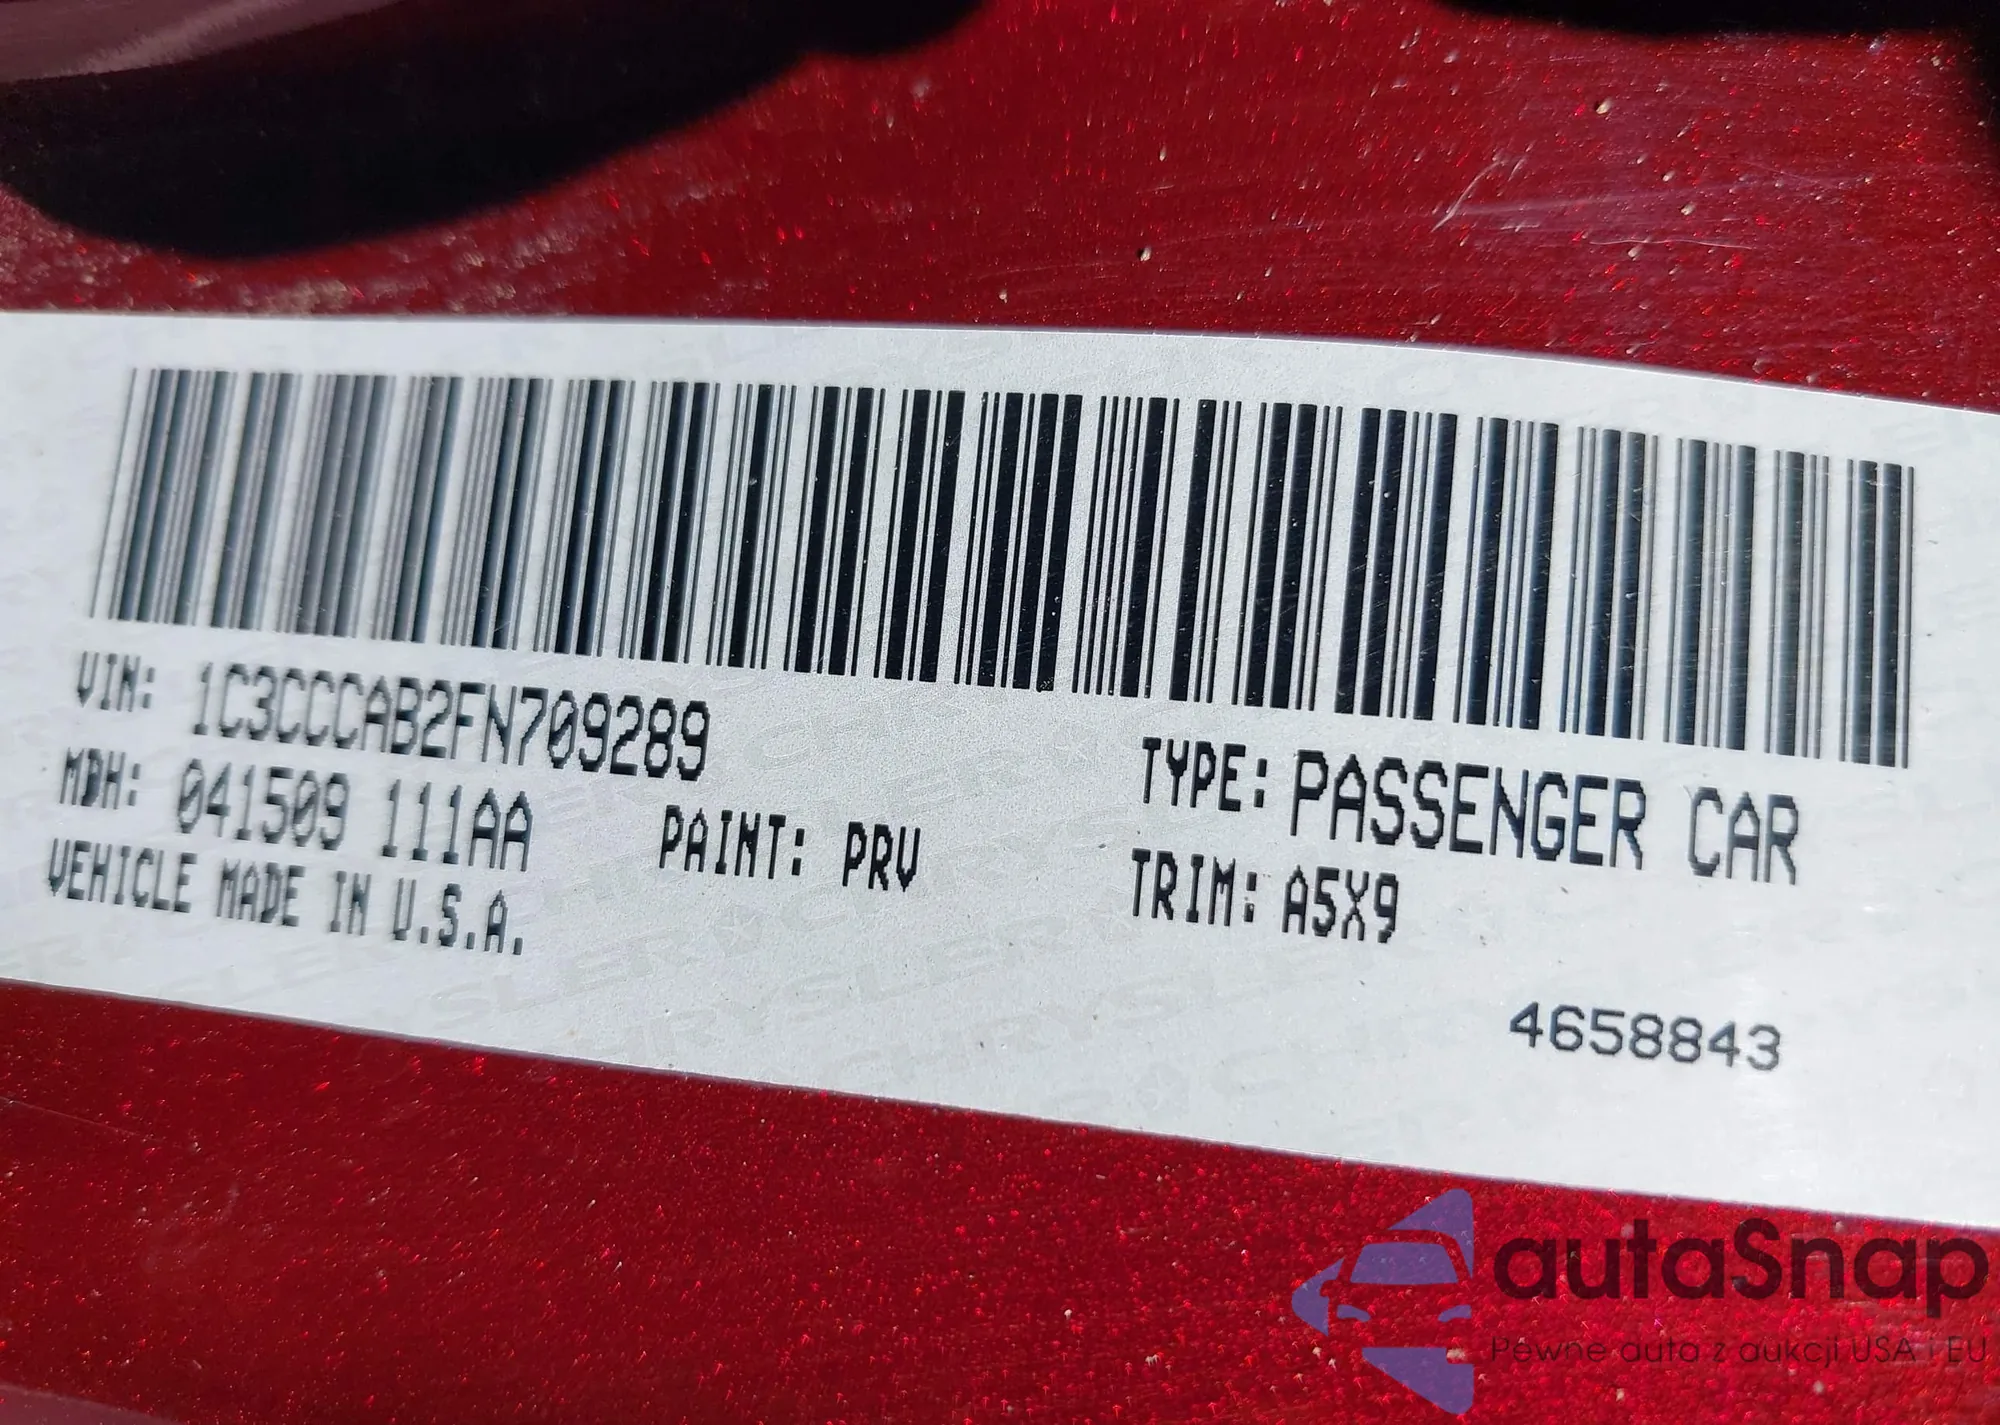 VIN: 1C3CCCAB2FN709289
MDH: 041509 111AA
PAINT: PRV
VEHICLE MADE IN U.S.A.
TYPE: PASSENGER CAR
TRIM: A5X9
4658843
autaSnap
Pewne auta z aukcji USA i EU